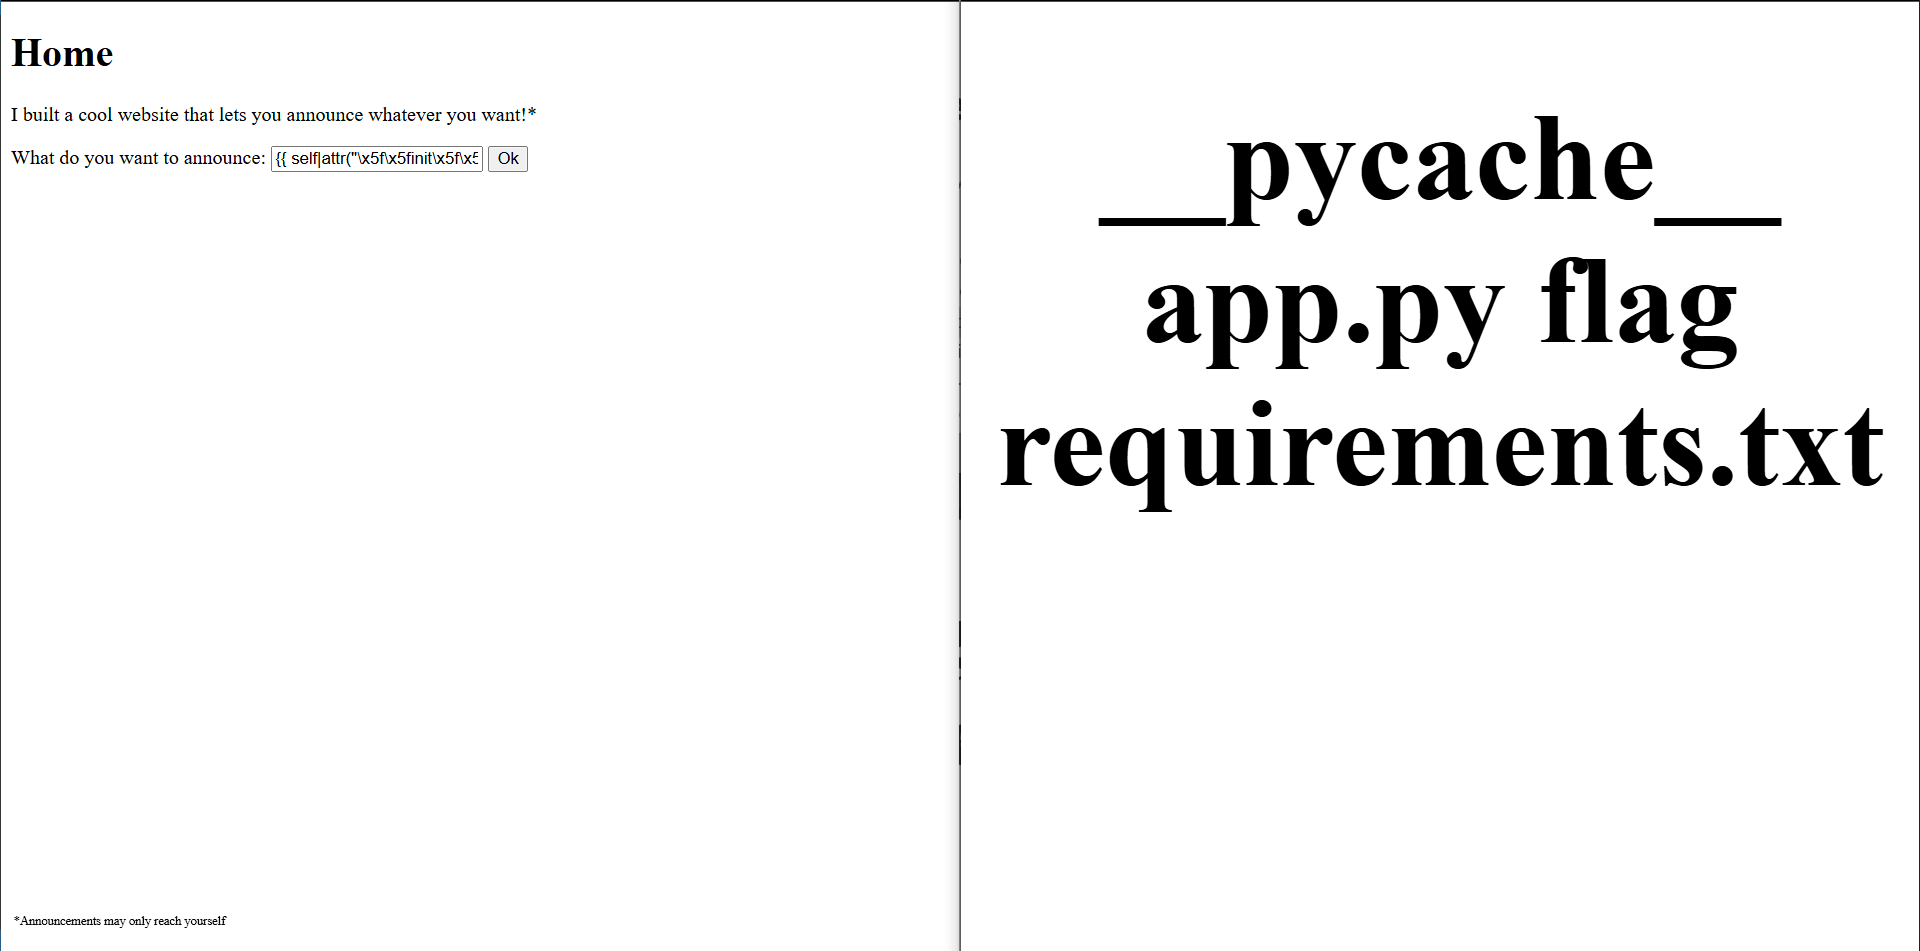 Home
I built a cool website that lets you announce whatever you want!*
What do you want to announce: {{ self|attr("\x5f\x5finit\x5f\x5 Ok
*Announcements may only reach yourself
__pycache__
app.py flag
requirements.txt